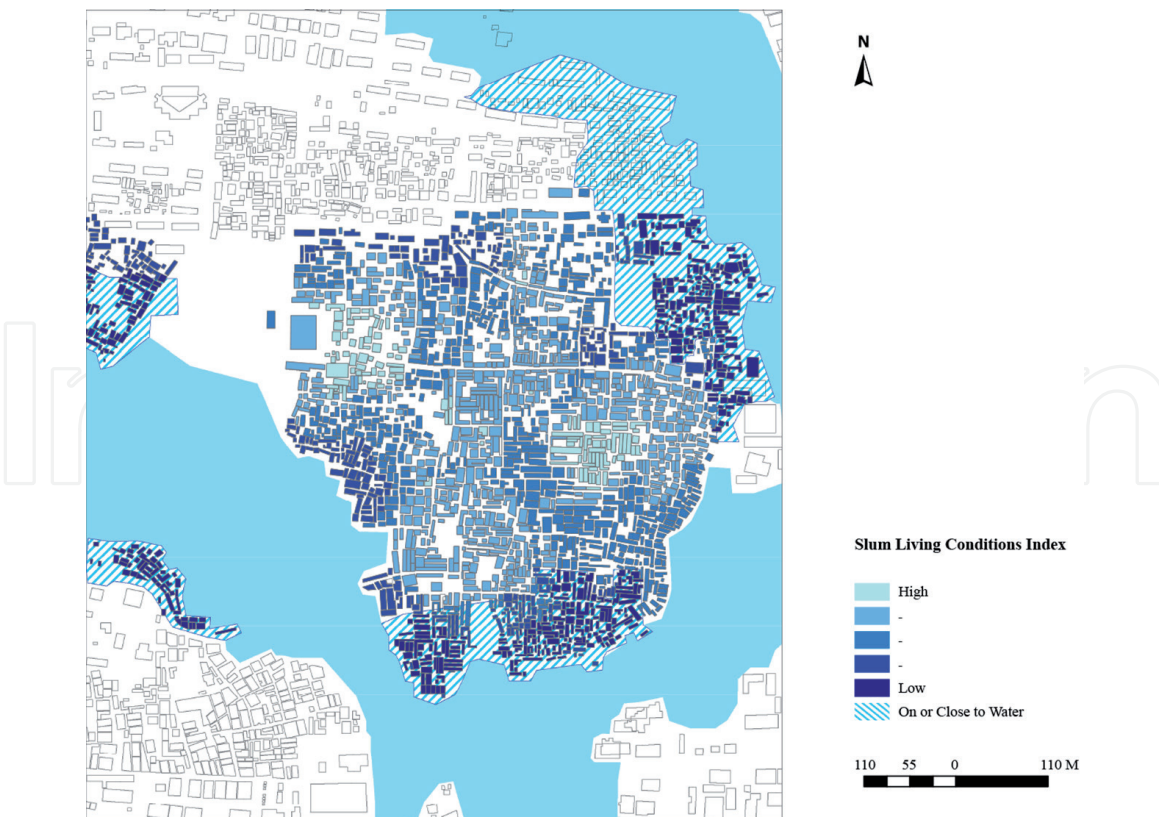 N
Slum Living Conditions Index
High
-
-
-
Low
On or Close to Water
110 55 0 110 M